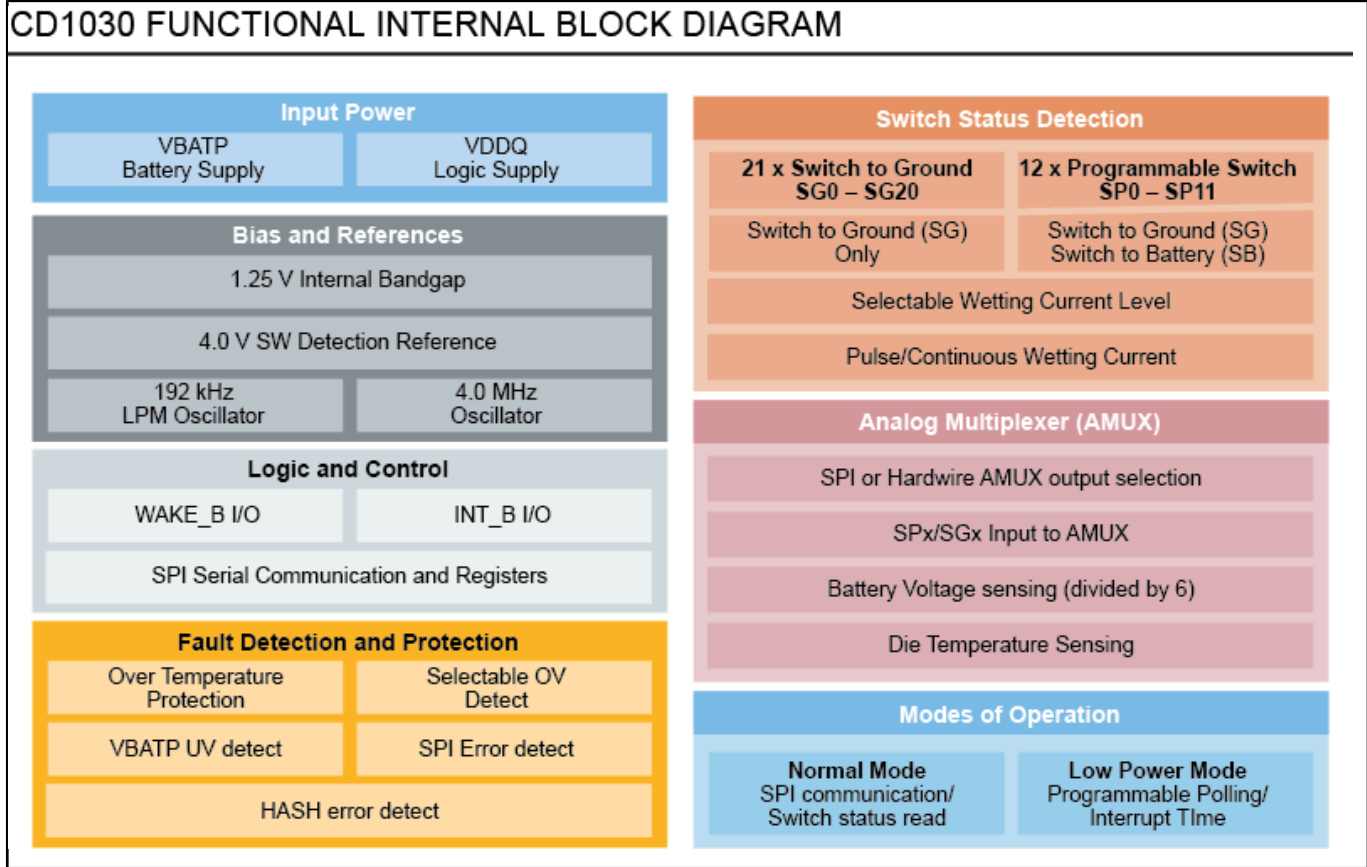 CD1030 FUNCTIONAL INTERNAL BLOCK DIAGRAM
Input Power
VBATP
Battery Supply
VDDQ
Logic Supply
Bias and References
1.25 V Internal Bandgap
4.0 V SW Detection Reference
192 kHz
LPM Oscillator
4.0 MHz
Oscillator
Logic and Control
WAKE_B I/O
INT_B I/O
SPI Serial Communication and Registers
Fault Detection and Protection
Over Temperature
Protection
Selectable OV
Detect
VBATP UV detect
SPI Error detect
HASH error detect
Switch Status Detection
21 x Switch to Ground
SG0 – SG20
12 x Programmable Switch
SP0 – SP11
Switch to Ground (SG)
Only
Switch to Ground (SG)
Switch to Battery (SB)
Selectable Wetting Current Level
Pulse/Continuous Wetting Current
Analog Multiplexer (AMUX)
SPI or Hardwire AMUX output selection
SPx/SGx Input to AMUX
Battery Voltage sensing (divided by 6)
Die Temperature Sensing
Modes of Operation
Normal Mode
SPI communication/
Switch status read
Low Power Mode
Programmable Polling/
Interrupt TIme